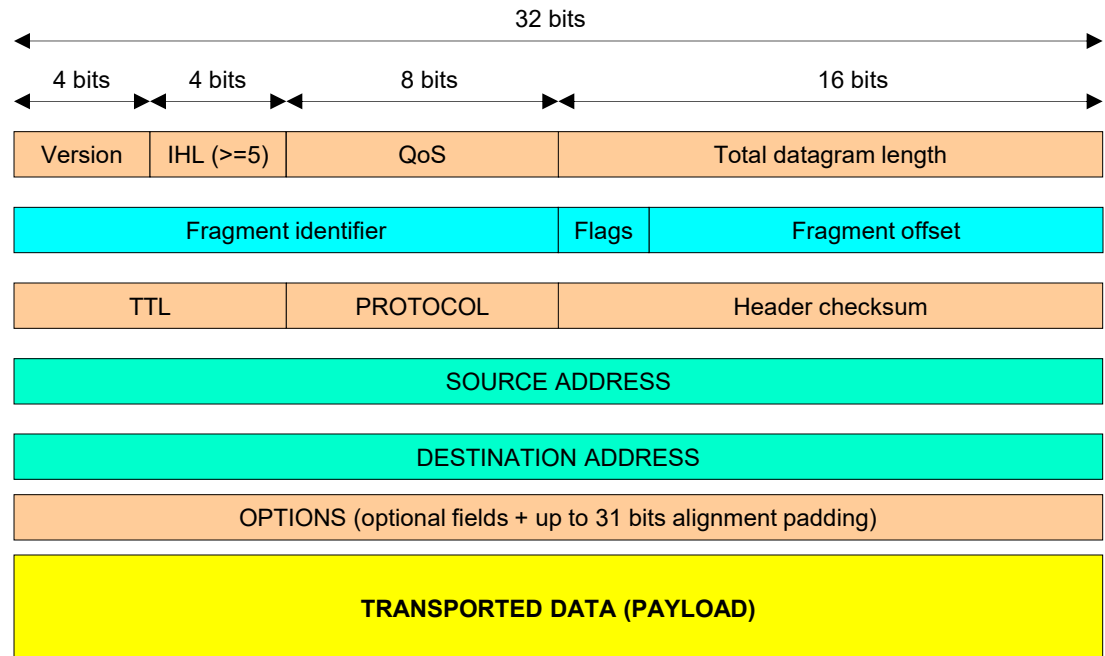 32 bits
4 bits 4 bits 8 bits 16 bits
Version IHL (>=5) QoS Total datagram length
Fragment identifier Flags Fragment offset
TTL PROTOCOL Header checksum
SOURCE ADDRESS
DESTINATION ADDRESS
OPTIONS (optional fields + up to 31 bits alignment padding)
TRANSPORTED DATA (PAYLOAD)